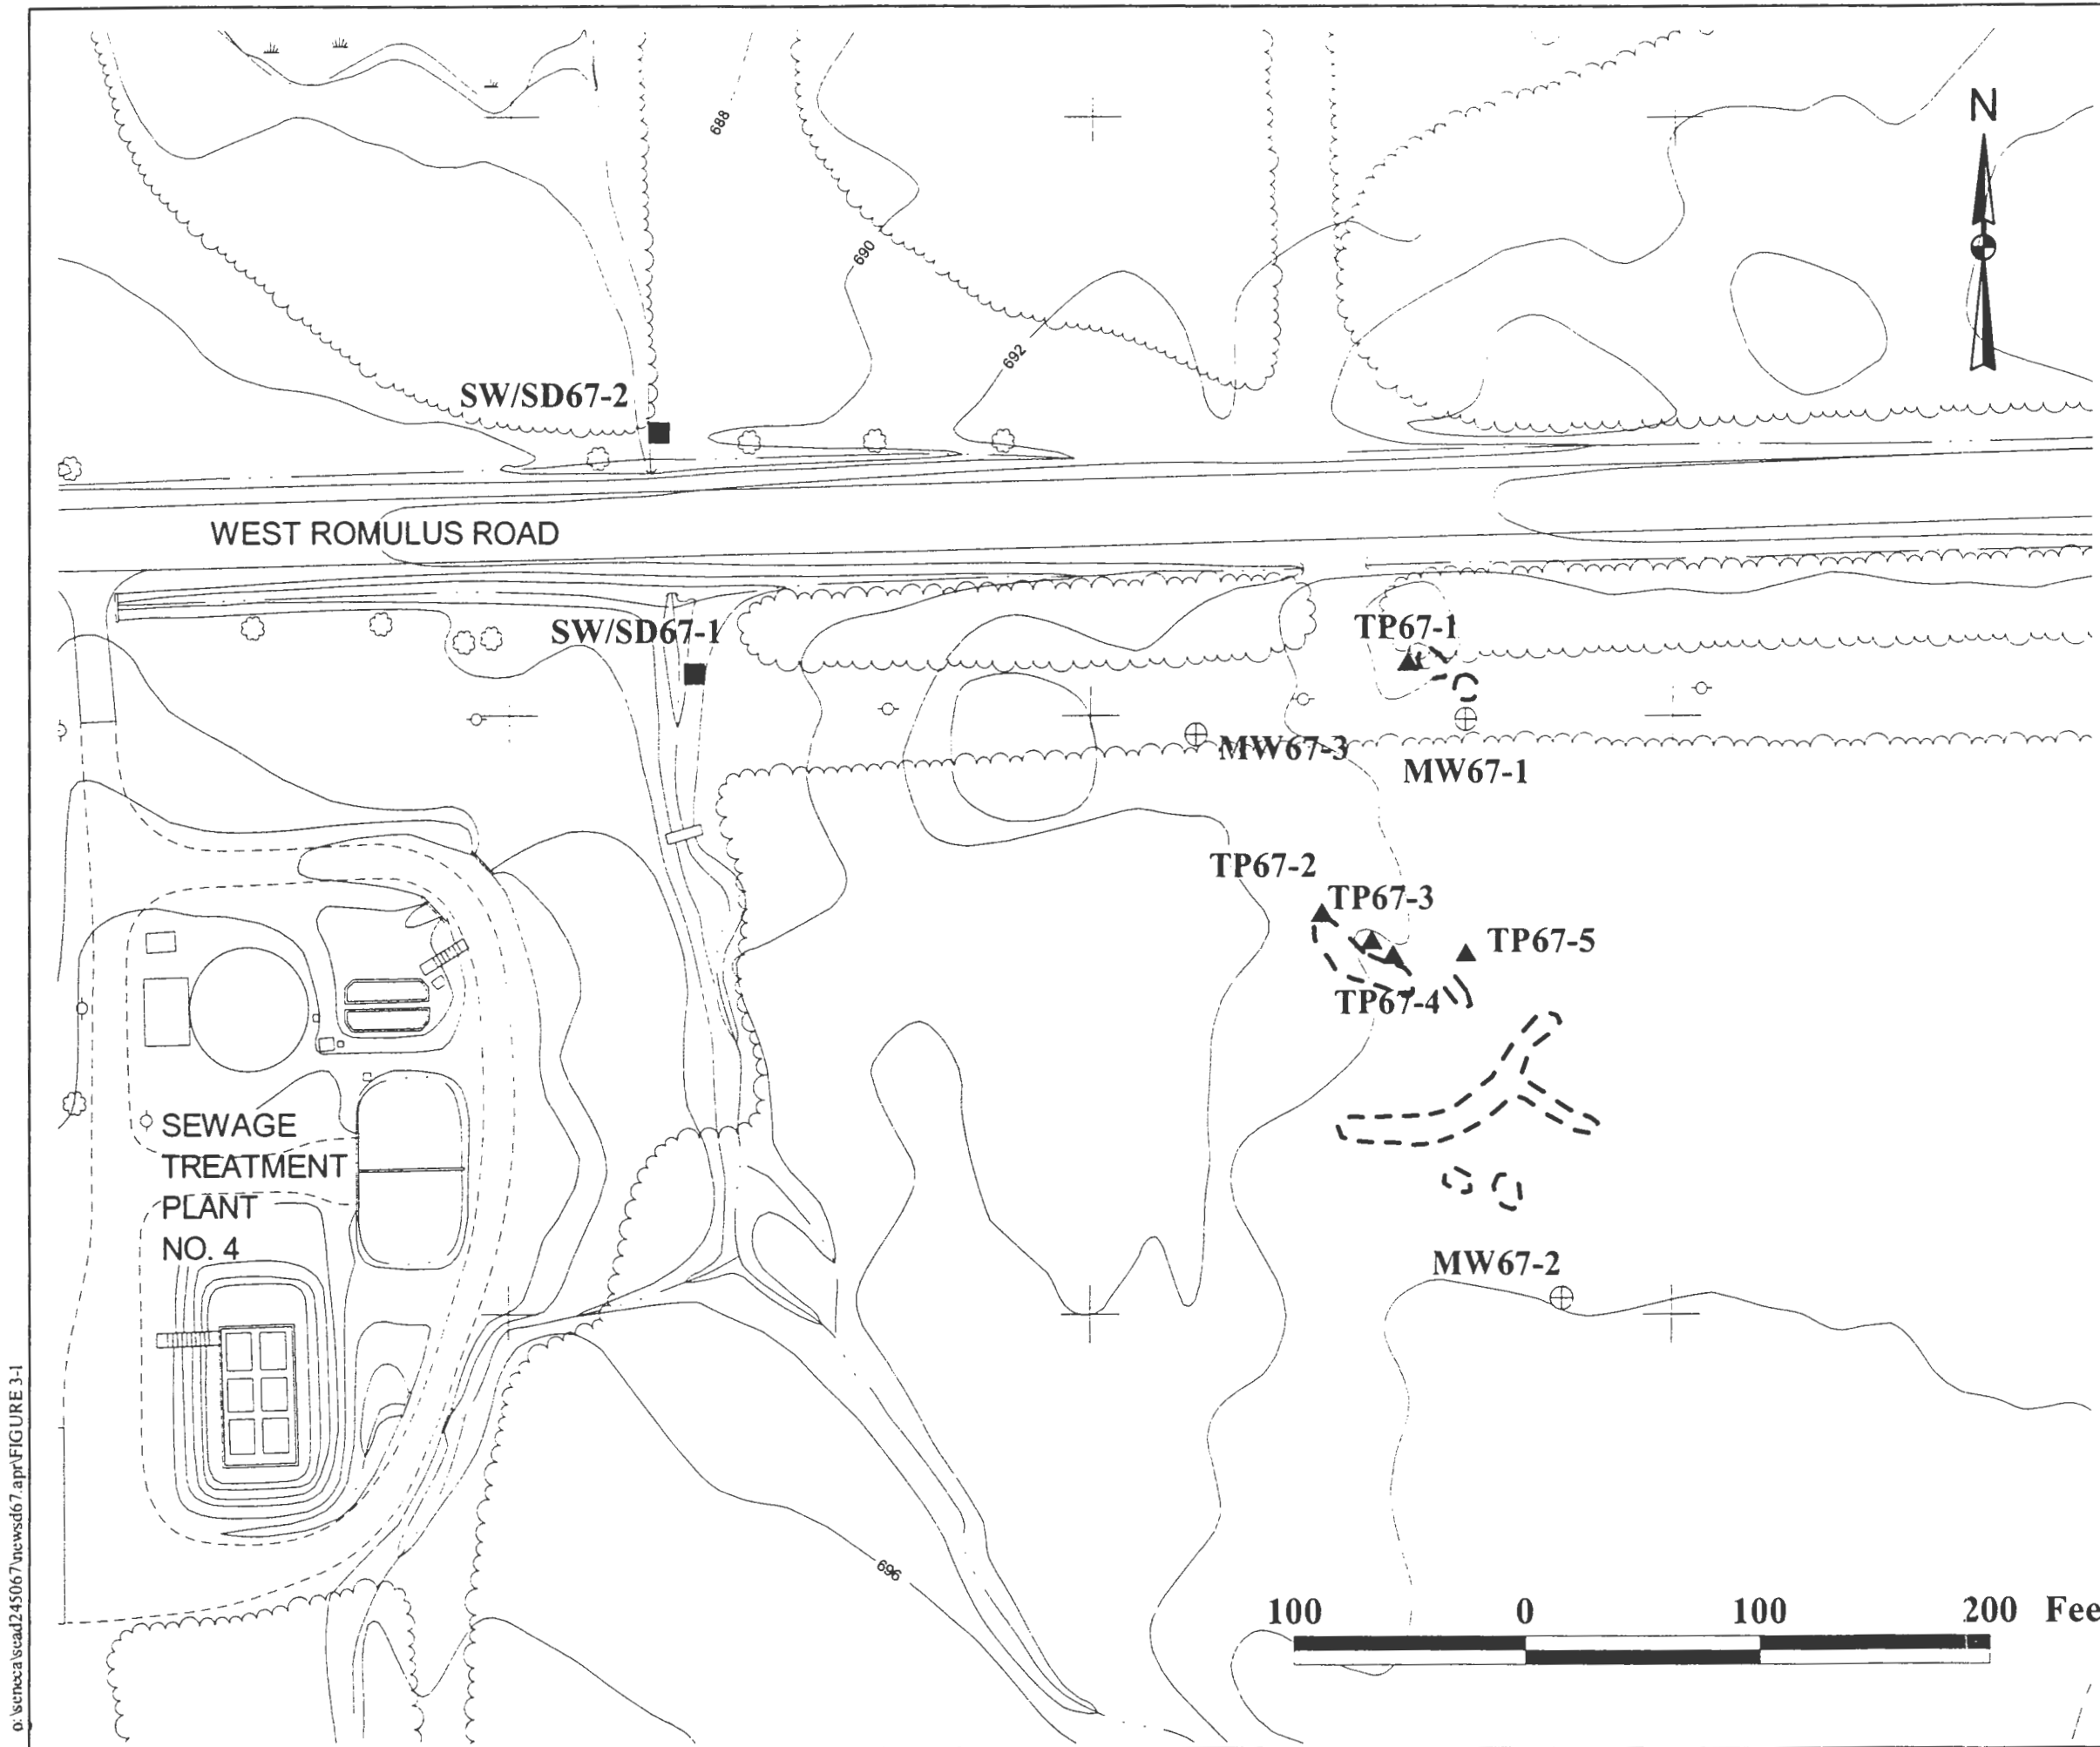 N
688
690
692
SW/SD67-2
WEST ROMULUS ROAD
SW/SD67-1
TP67-1
MW67-3
MW67-1
TP67-2
TP67-3
TP67-5
TP67-4
SEWAGE
TREATMENT
PLANT
NO. 4
MW67-2
696
100 0 100 200 Fee
o:\seneca\sead245067\newsd67.apr\FIGURE 3-1